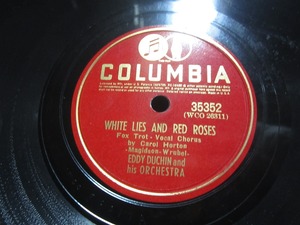 COLUMBIA
35352
(WCO 26311)
WHITE LIES AND RED ROSES
Fox Trot - Vocal Chorus
by Carol Horton
-Magidson-Wrubel-
EDDY DUCHIN and
his ORCHESTRA